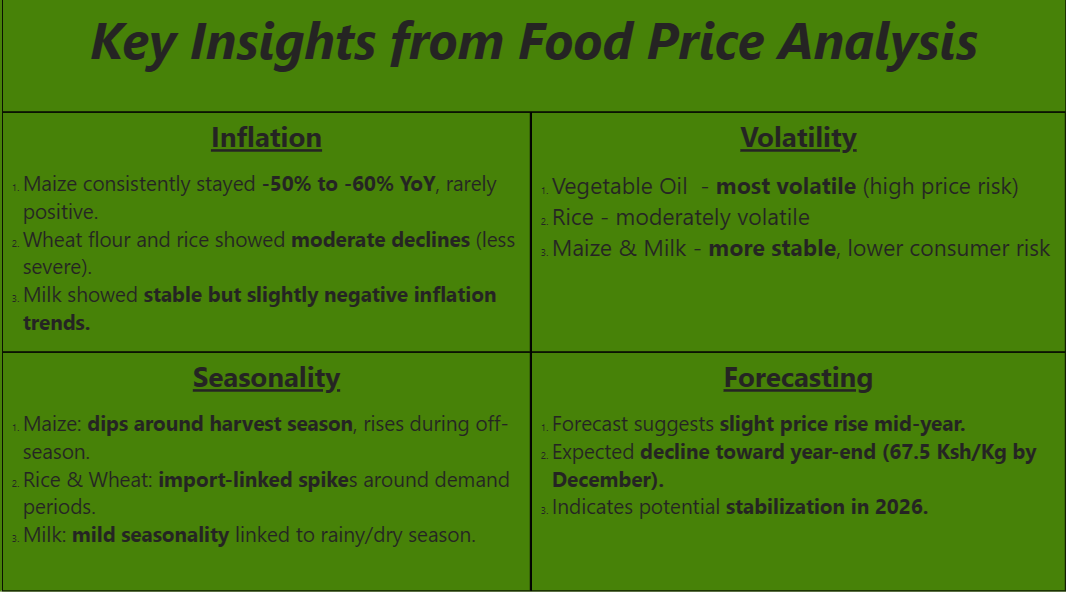 Key Insights from Food Price Analysis
Inflation
1. Maize consistently stayed -50% to -60% YoY, rarely
positive.
2. Wheat flour and rice showed moderate declines (less
severe).
3. Milk showed stable but slightly negative inflation
trends.
Volatility
1. Vegetable Oil  - most volatile (high price risk)
2. Rice - moderately volatile
3. Maize & Milk - more stable, lower consumer risk
Seasonality
1. Maize: dips around harvest season, rises during off-
season.
2. Rice & Wheat: import-linked spikes around demand
periods.
3. Milk: mild seasonality linked to rainy/dry season.
Forecasting
1. Forecast suggests slight price rise mid-year.
2. Expected decline toward year-end (67.5 Ksh/Kg by
December).
3. Indicates potential stabilization in 2026.